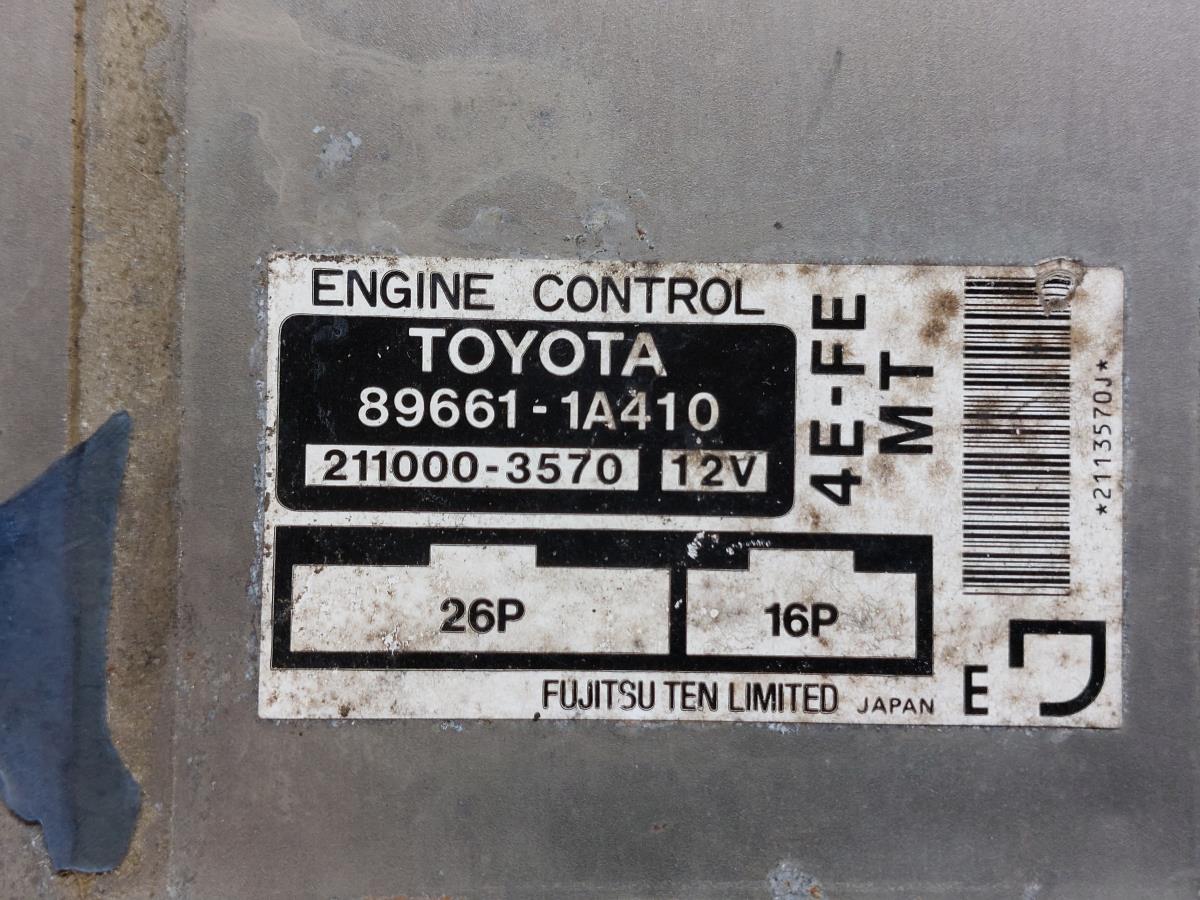 ENGINE CONTROL
TOYOTA
89661-1A410
211000-3570 12V
4E-FE
MT
*2113570J*
26P 16P
FUJITSU TEN LIMITED JAPAN
E